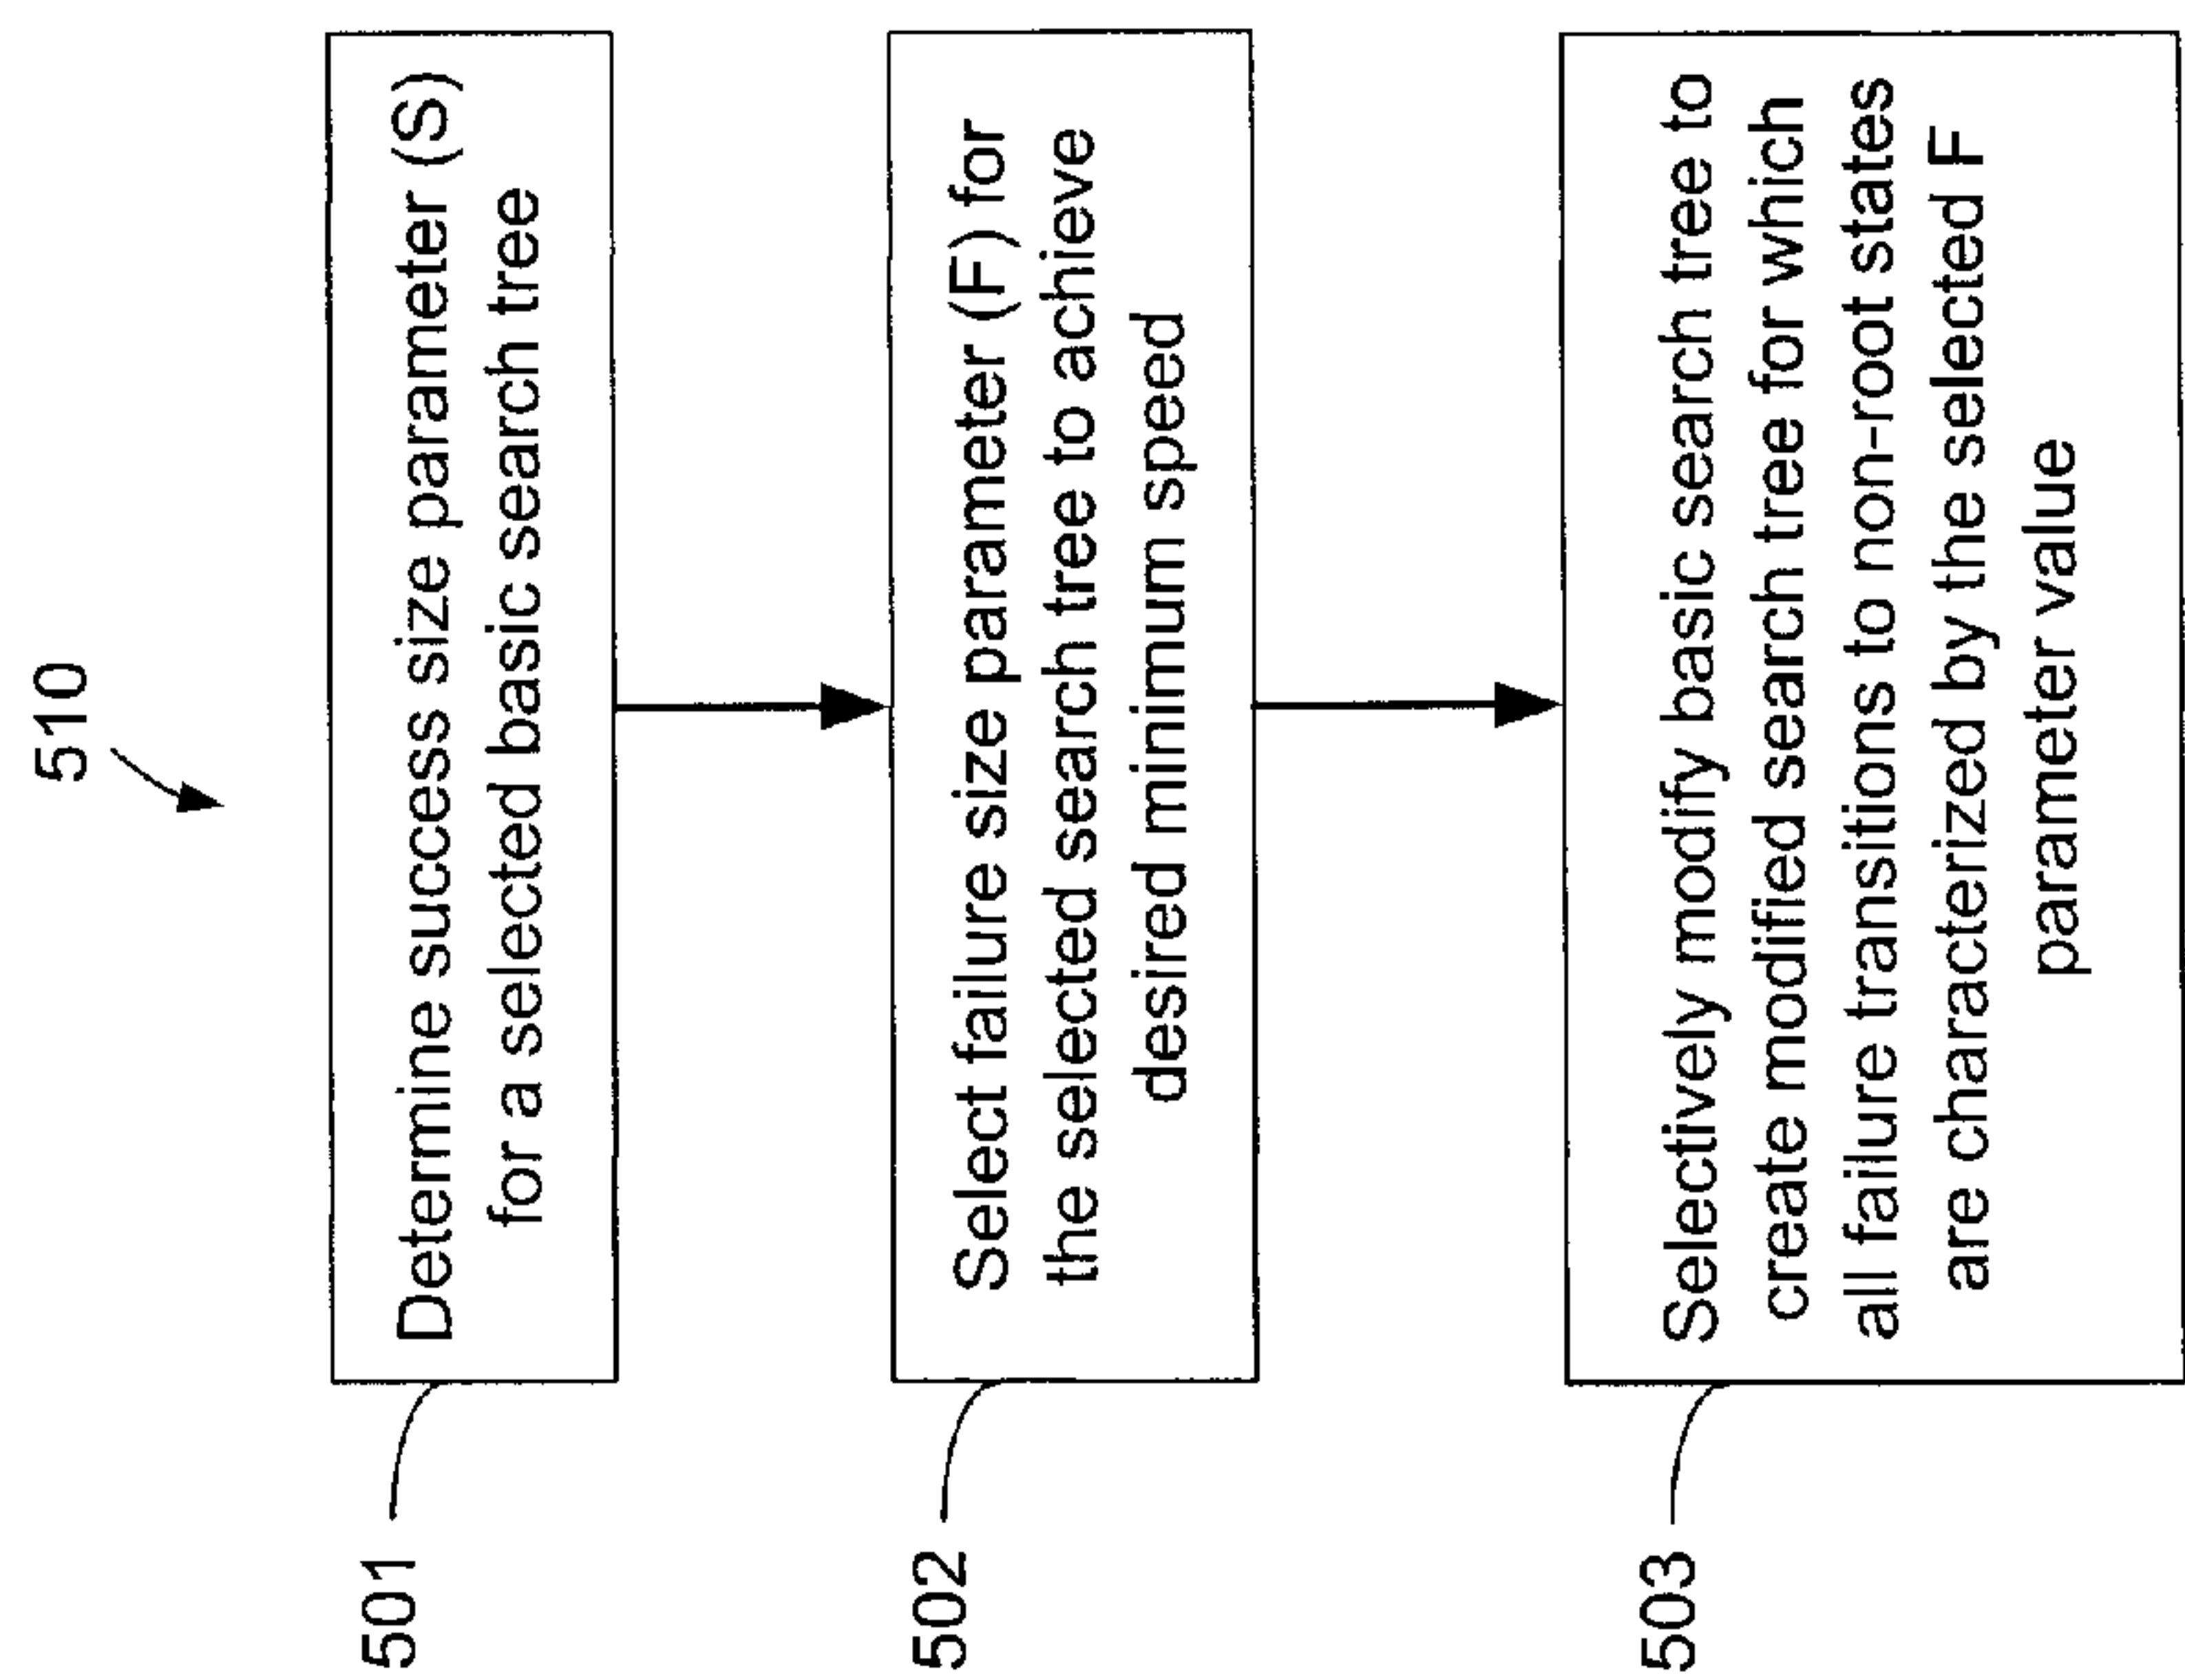 510
501
Determine success size parameter (S)
for a selected basic search tree
502
Select failure size parameter (F) for
the selected search tree to achieve
desired minimum speed
503
Selectively modify basic search tree to
create modified search tree for which
all failure transitions to non-root states
are characterized by the selected F
parameter value